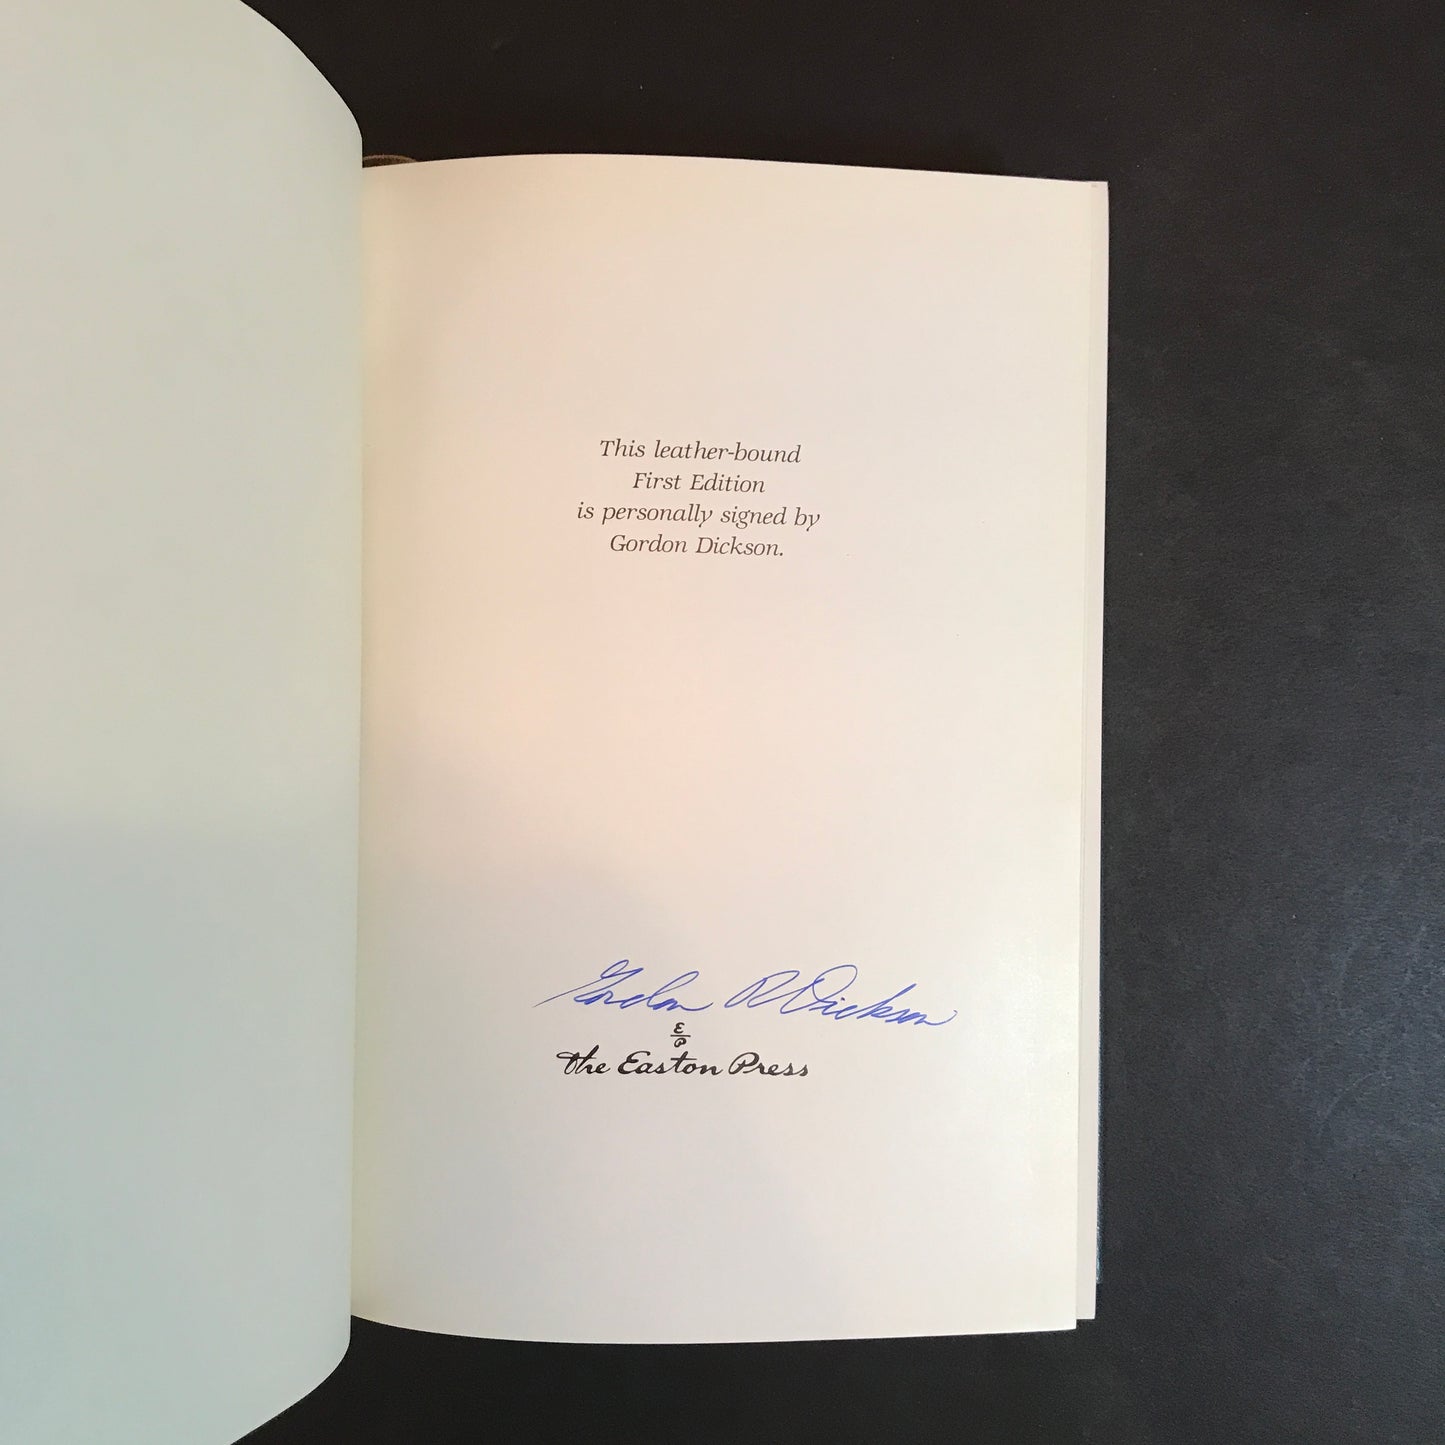 This leather-bound
First Edition
is personally signed by
Gordon Dickson.
Gordon R Dickson
E
P
The Easton Press